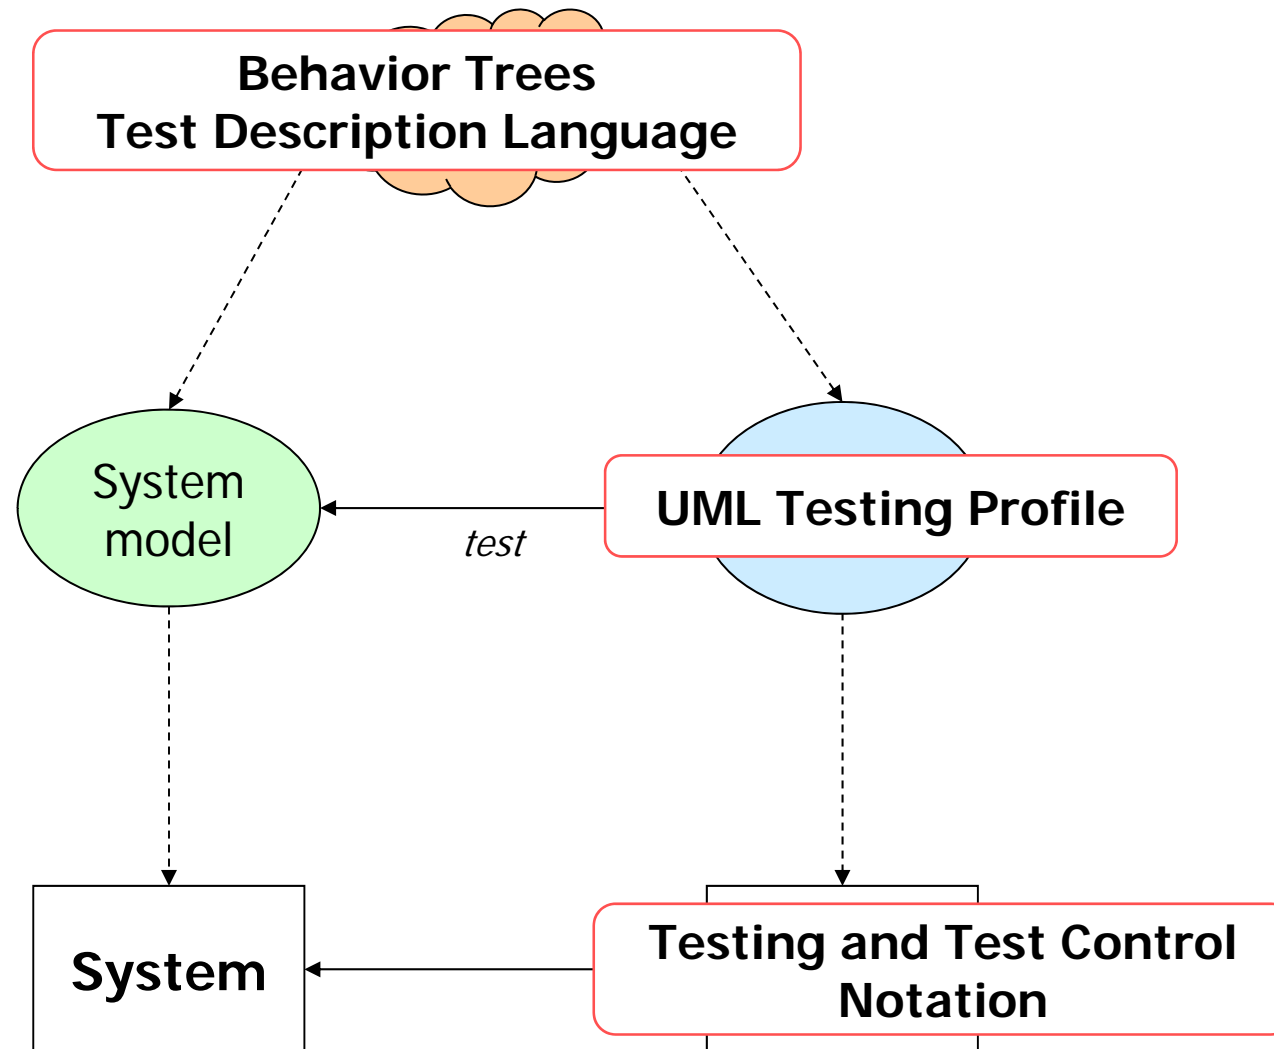 Behavior Trees
Test Description Language
System
model
UML Testing Profile
test
System
Testing and Test Control
Notation